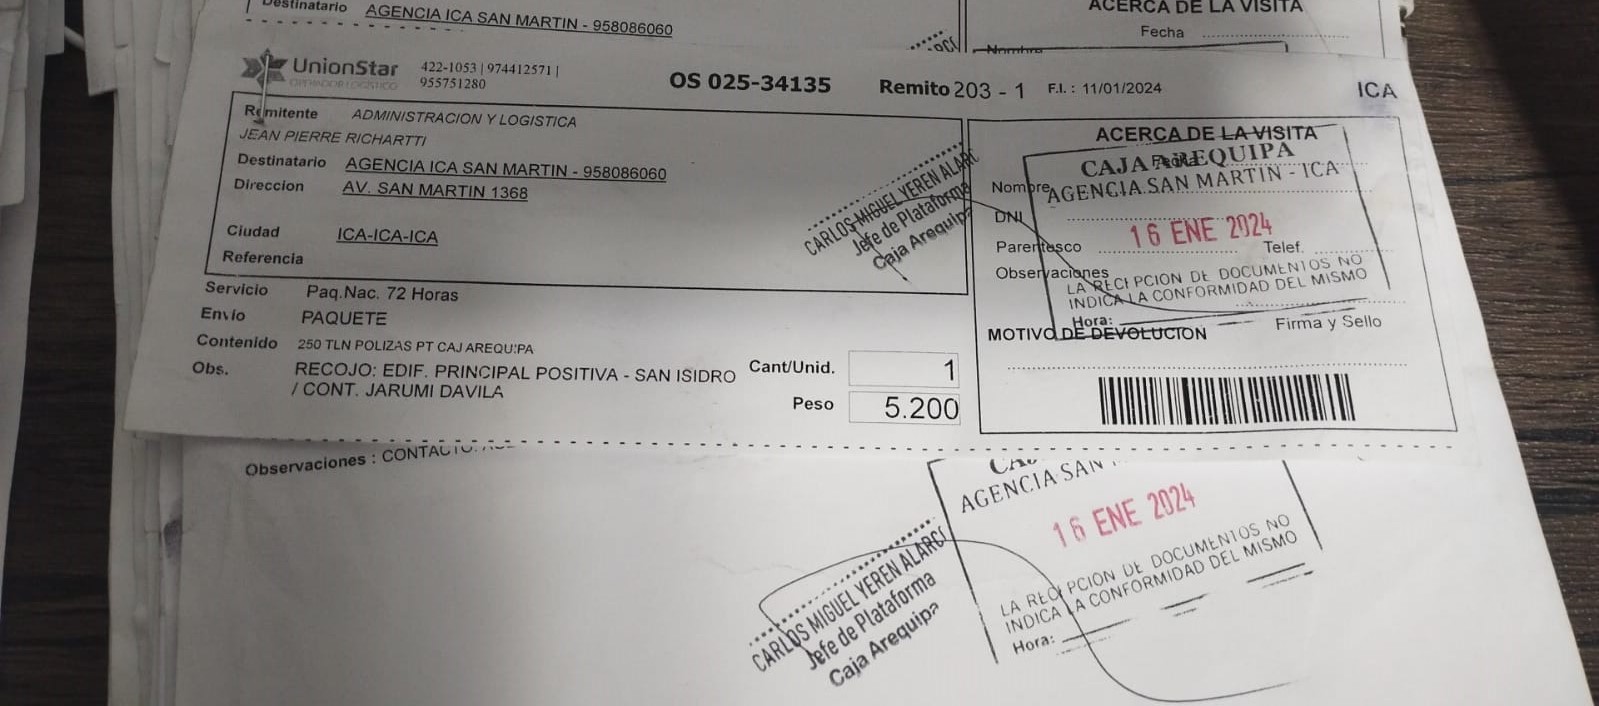 Destinatario AGENCIA ICA SAN MARTIN - 958086060
ACERCA DE LA VISITA
Fecha
Nombre
UnionStar
OPERADOR LOGISTICO
422-1053 | 974412571 |
955751280
OS 025-34135
Remito 203 - 1
F.I. : 11/01/2024
ICA
Remitente ADMINISTRACION Y LOGISTICA
JEAN PIERRE RICHARTTI
Destinatario AGENCIA ICA SAN MARTIN - 958086060
Direccion AV. SAN MARTIN 1368
Ciudad ICA-ICA-ICA
Referencia
CARLOS MIGUEL YEREN ALARC
Jefe de Plataforma
Caja Arequipa
Servicio Paq.Nac. 72 Horas
Envio PAQUETE
Contenido 250 TLN POLIZAS PT CAJ AREQUIPA
Obs. RECOJO: EDIF. PRINCIPAL POSITIVA - SAN ISIDRO
/ CONT. JARUMI DAVILA
Cant/Unid. 1
Peso 5.200
ACERCA DE LA VISITA
Fecha
CAJA AREQUIPA
AGENCIA SAN MARTIN - ICA
Nombre
DNI
16 ENE 2024
Parentesco
Telef.
Observaciones
LA RECEPCION DE DOCUMENTOS NO
INDICA LA CONFORMIDAD DEL MISMO
Hora:
MOTIVO DE DEVOLUCION
Firma y Sello
Observaciones : CONTACTO:
AGENCIA SAN
16 ENE 2024
LA RECEPCION DE DOCUMENTOS NO
INDICA LA CONFORMIDAD DEL MISMO
Hora:
CARLOS MIGUEL YEREN ALARC
Jefe de Plataforma
Caja Arequipa